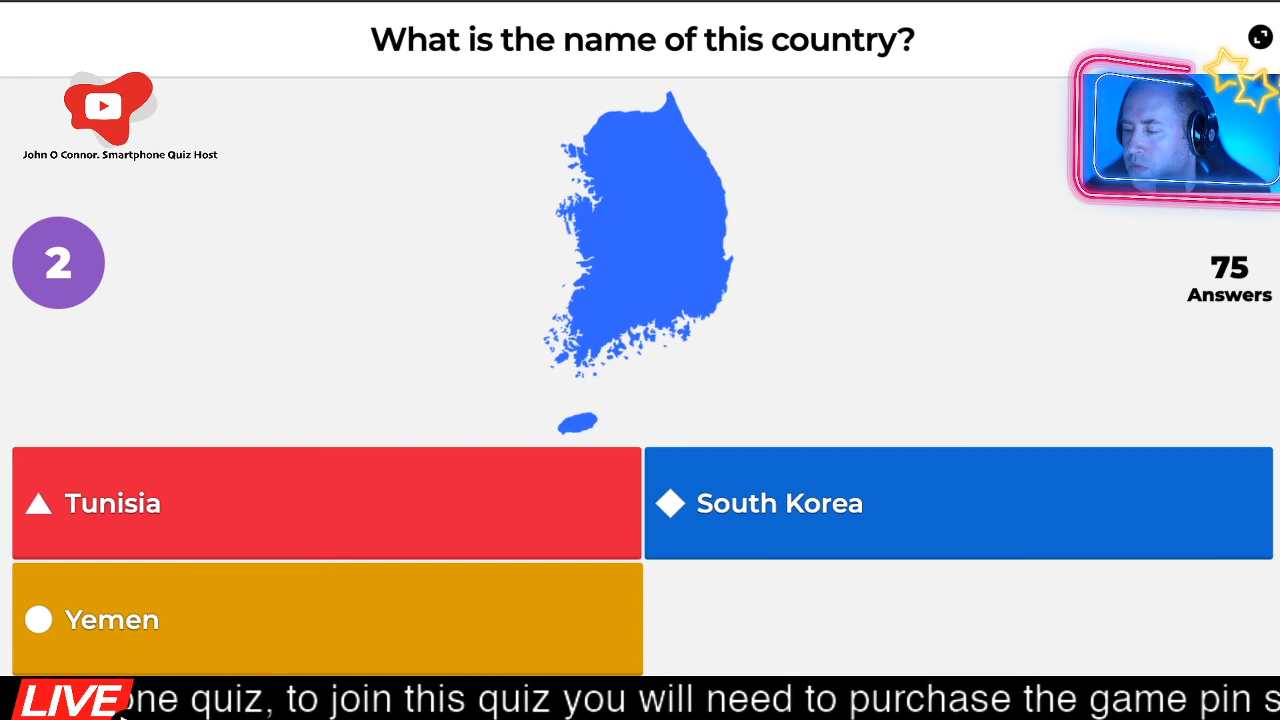 What is the name of this country?
John O Connor. Smartphone Quiz Host
2
75
Answers
Tunisia
South Korea
Yemen
LIVE
one quiz, to join this quiz you will need to purchase the game pin s